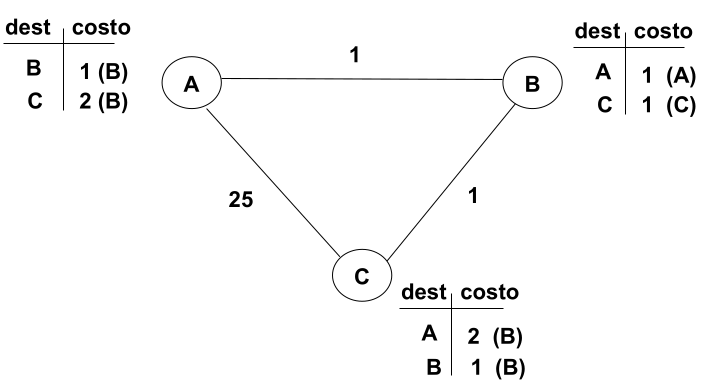 dest costo
B 1 (B)
C 2 (B)
A
1
B
dest costo
A 1 (A)
C 1 (C)
25
1
C
dest costo
A 2 (B)
B 1 (B)